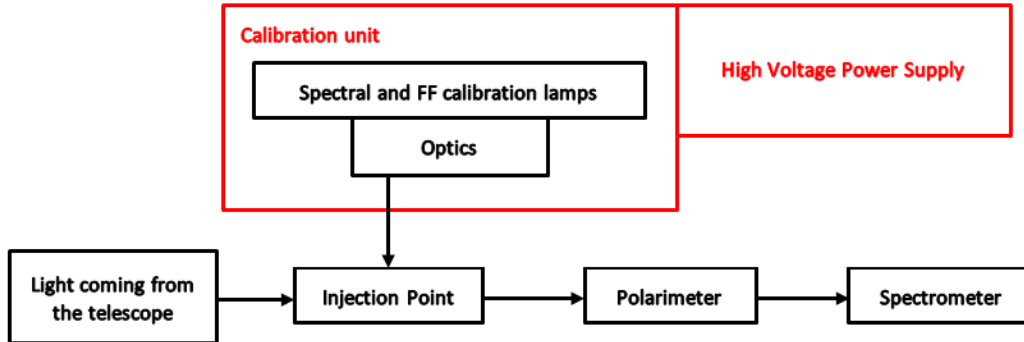 Calibration unit
High Voltage Power Supply
Spectral and FF calibration lamps
Optics
Light coming from
the telescope
Injection Point
Polarimeter
Spectrometer